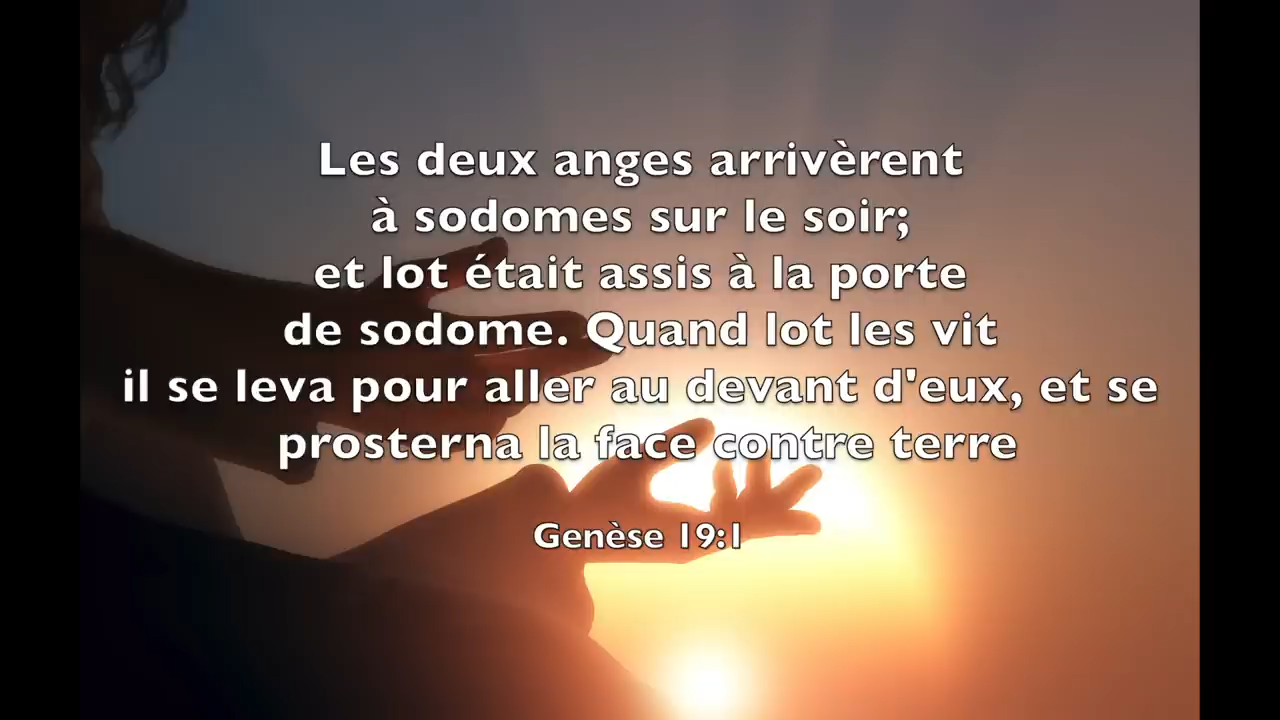 Les deux anges arrivèrent
à sodomes sur le soir;
et lot était assis à la porte
de sodome. Quand lot les vit
il se leva pour aller au devant d'eux, et se
prosterna la face contre terre
Genèse 19:1